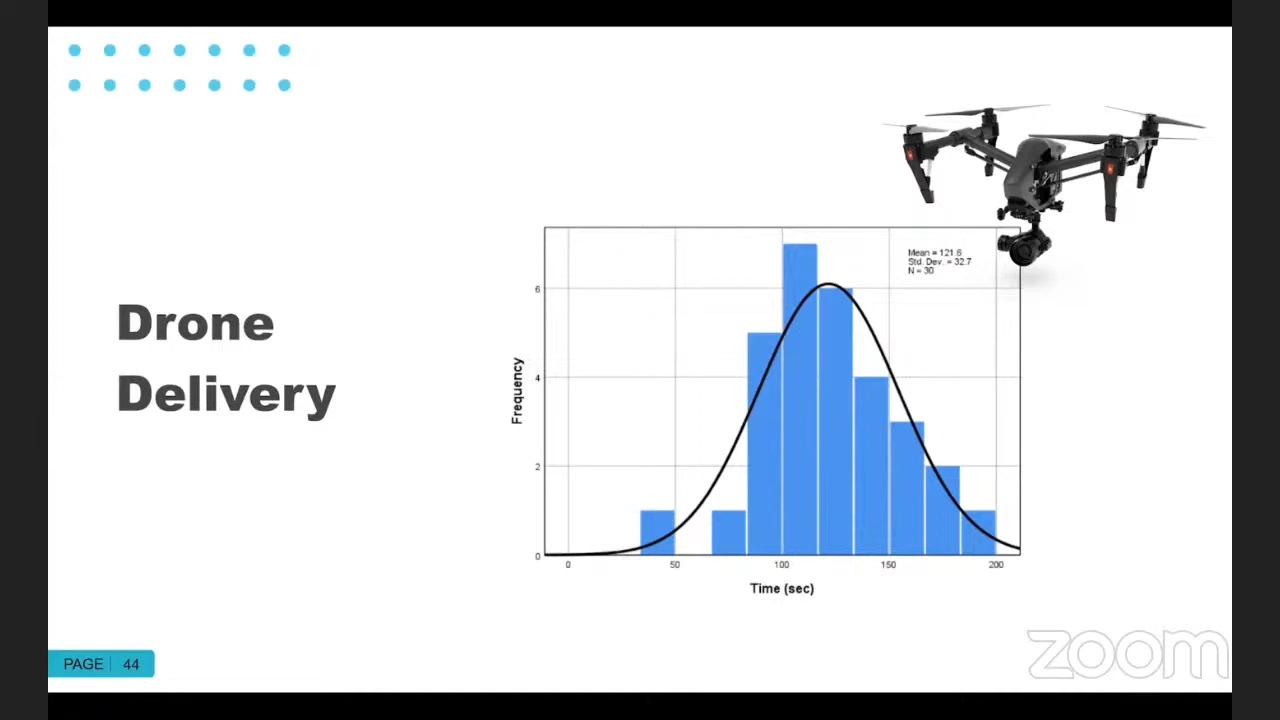 Drone
Delivery
Mean = 121.6
Std. Dev. = 32.7
N = 30
Frequency
6
4
2
0
0 50 100 150 200
Time (sec)
PAGE 44
zoom